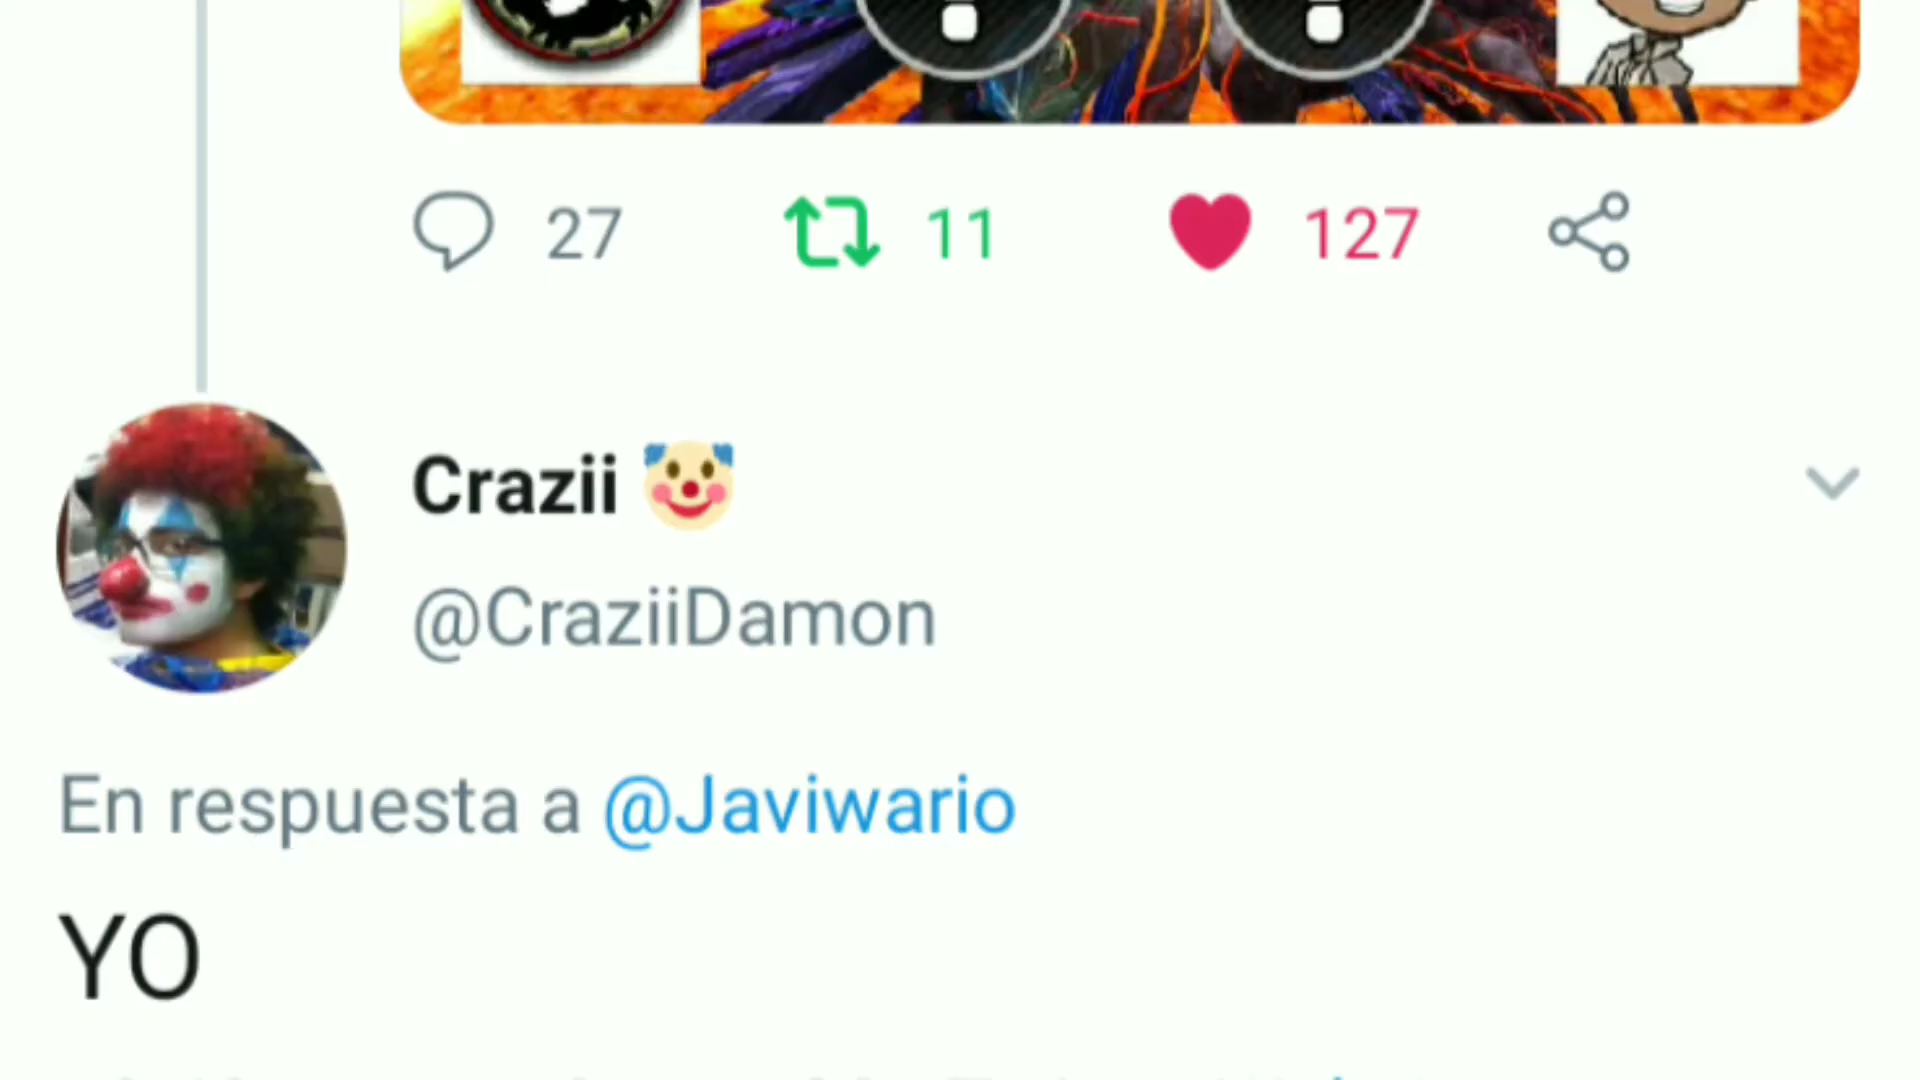 27 11 127
Crazii 🤡
@CraziiDamon
En respuesta a @Javiwario
YO